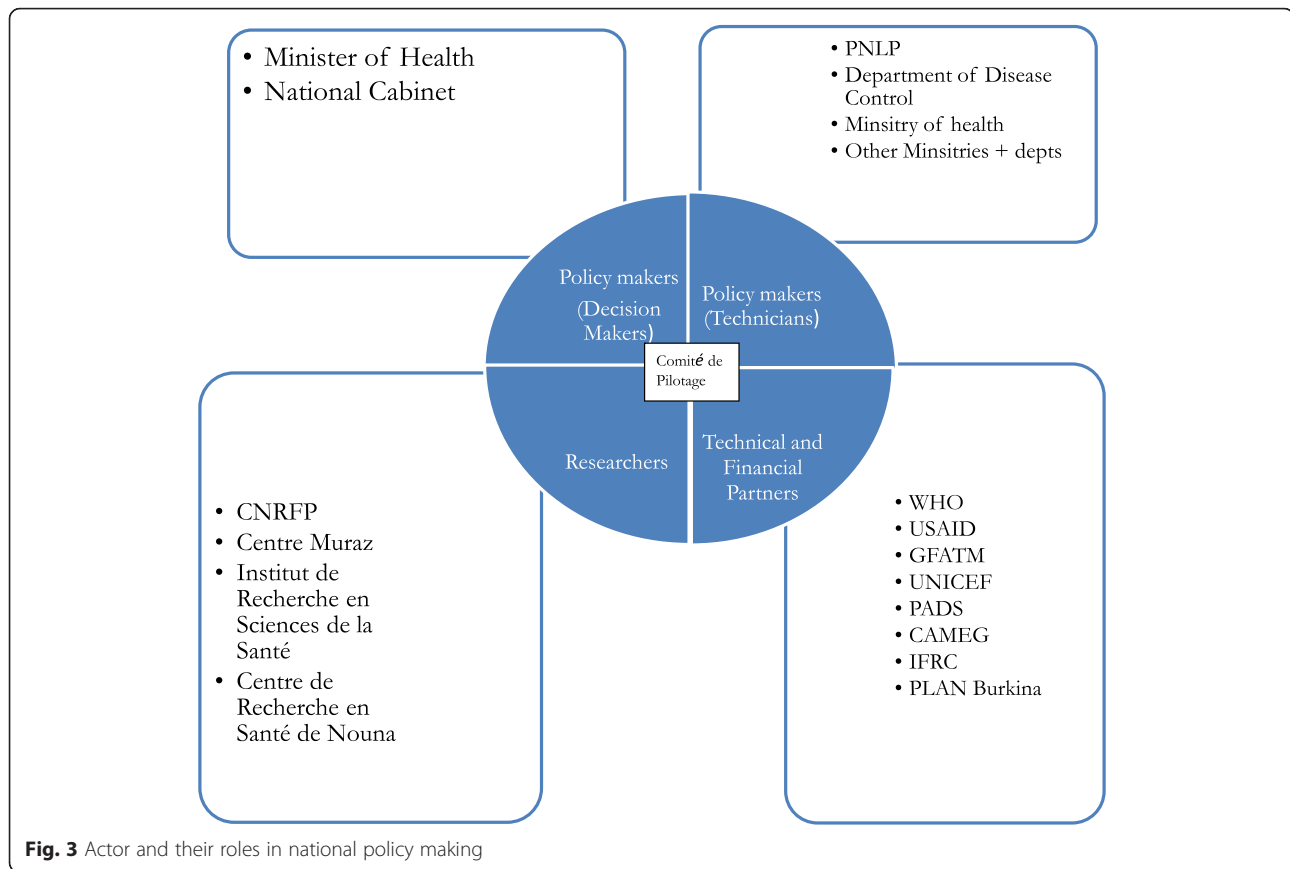 • Minister of Health
• National Cabinet
• PNLP
• Department of Disease
Control
• Minsitry of health
• Other Minsitries + depts
Policy makers
(Decision
Makers)
Policy makers
(Technicians)
Comité de
Pilotage
Researchers
Technical and
Financial
Partners
• CNRFP
• Centre Muraz
• Institut de
Recherche en
Sciences de la
Santé
• Centre de
Recherche en
Santé de Nouna
• WHO
• USAID
• GFATM
• UNICEF
• PADS
• CAMEG
• IFRC
• PLAN Burkina
Fig. 3 Actor and their roles in national policy making